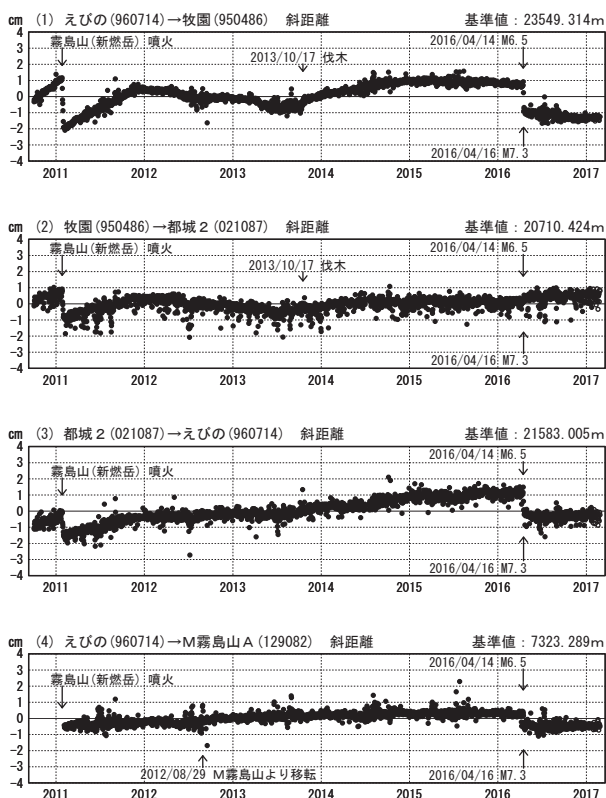 cm (1) えびの(960714)→牧園(950486) 斜距離 基準値：23549.314m
4
3
2
1
0
-1
-2
-3
-4
霧島山(新燃岳) 噴火
2013/10/17 伐木
2016/04/14 M6.5
2016/04/16 M7.3
2011 2012 2013 2014 2015 2016 2017
cm (2) 牧園(950486)→都城２(021087) 斜距離 基準値：20710.424m
4
3
2
1
0
-1
-2
-3
-4
霧島山(新燃岳) 噴火
2013/10/17 伐木
2016/04/14 M6.5
2016/04/16 M7.3
2011 2012 2013 2014 2015 2016 2017
cm (3) 都城２(021087)→えびの(960714) 斜距離 基準値：21583.005m
4
3
2
1
0
-1
-2
-3
-4
霧島山(新燃岳) 噴火
2016/04/14 M6.5
2016/04/16 M7.3
2011 2012 2013 2014 2015 2016 2017
cm (4) えびの(960714)→Ｍ霧島山Ａ(129082) 斜距離 基準値：7323.289m
4
3
2
1
0
-1
-2
-3
-4
霧島山(新燃岳) 噴火
2016/04/14 M6.5
2012/08/29 Ｍ霧島山より移転
2016/04/16 M7.3
2011 2012 2013 2014 2015 2016 2017